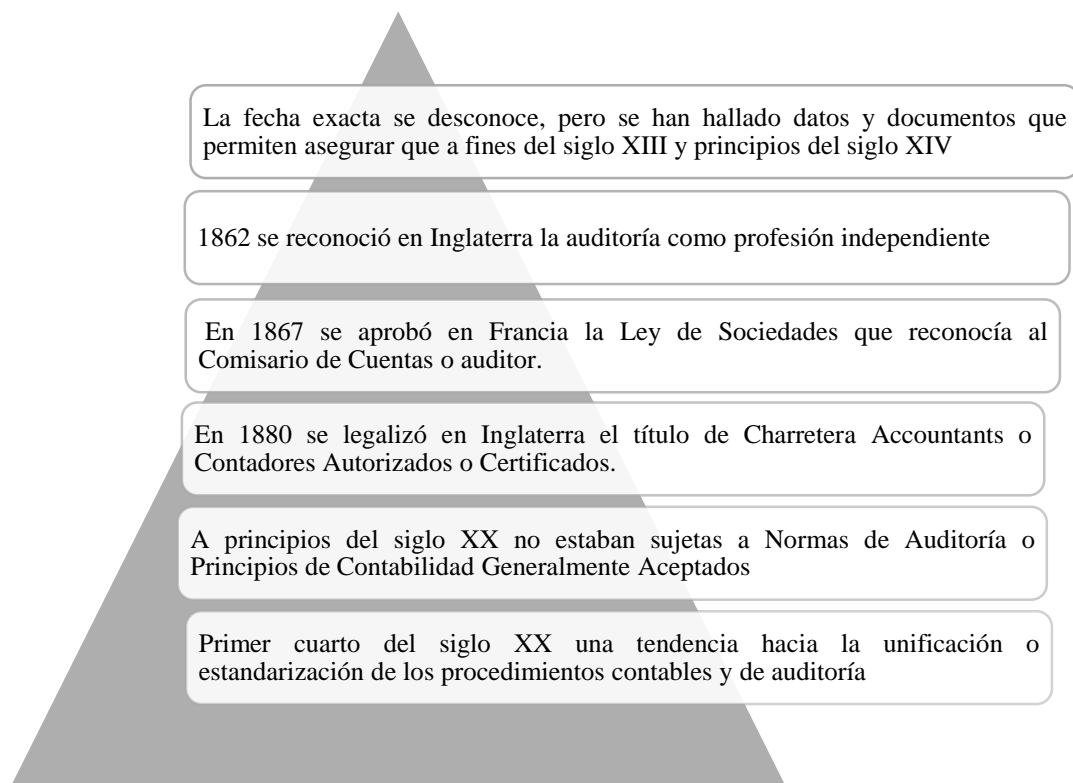 La fecha exacta se desconoce, pero se han hallado datos y documentos que
permiten asegurar que a fines del siglo XIII y principios del siglo XIV
1862 se reconoció en Inglaterra la auditoría como profesión independiente
En 1867 se aprobó en Francia la Ley de Sociedades que reconocía al
Comisario de Cuentas o auditor.
En 1880 se legalizó en Inglaterra el título de Charretera Accountants o
Contadores Autorizados o Certificados.
A principios del siglo XX no estaban sujetas a Normas de Auditoría o
Principios de Contabilidad Generalmente Aceptados
Primer cuarto del siglo XX una tendencia hacia la unificación o
estandarización de los procedimientos contables y de auditoría